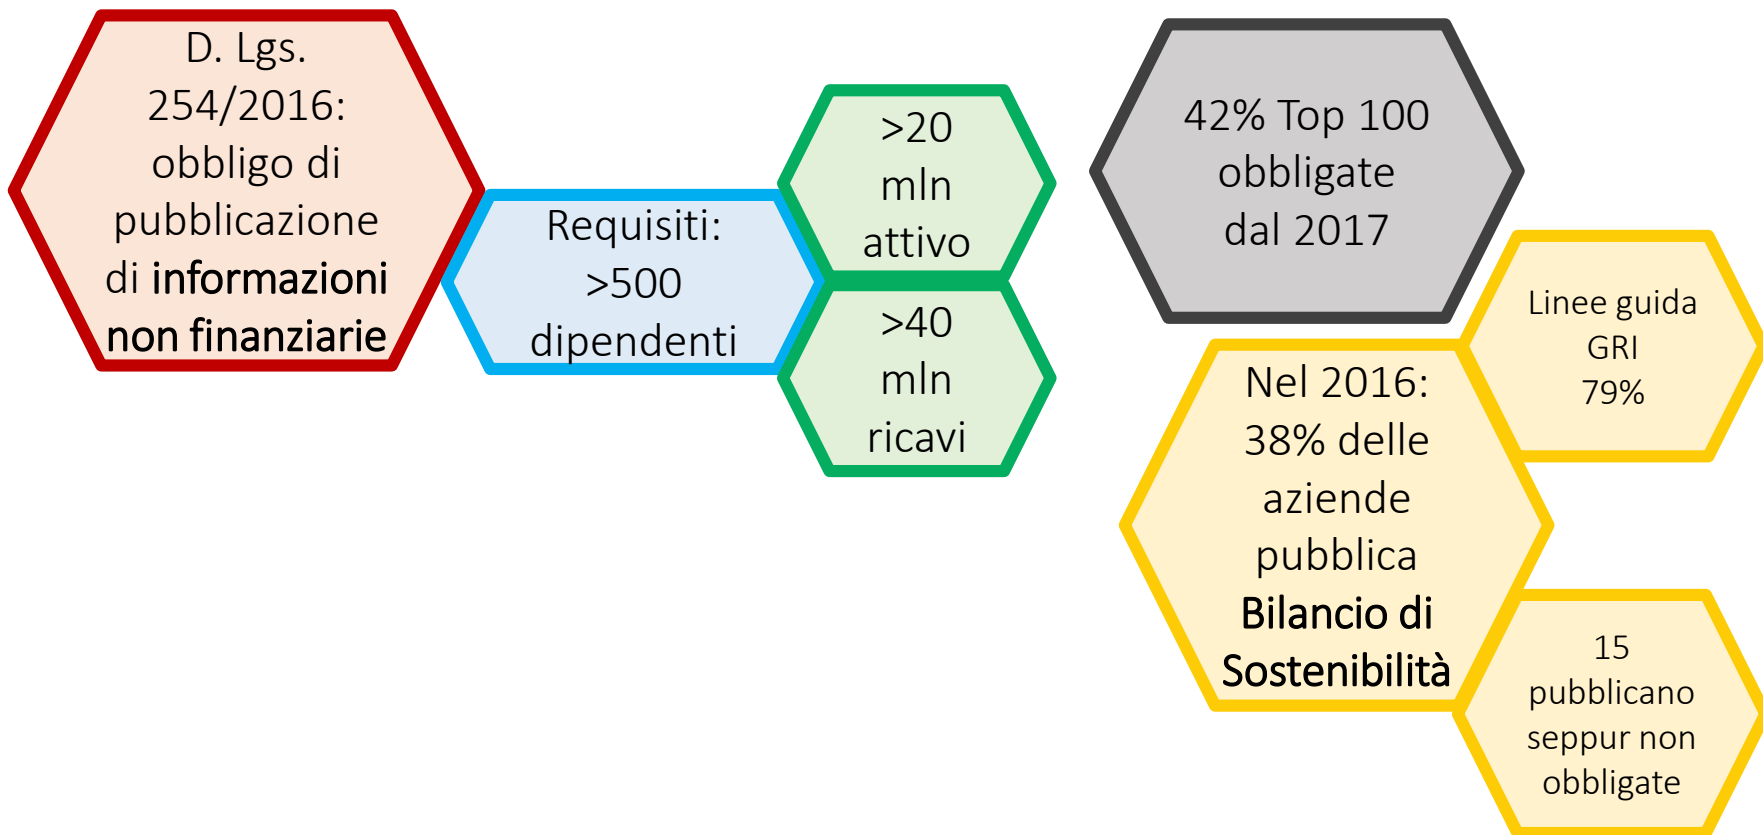 D. Lgs.
254/2016:
obbligo di
pubblicazione
di informazioni
non finanziarie
Requisiti:
>500
dipendenti
>20
mln
attivo
>40
mln
ricavi
42% Top 100
obbligate
dal 2017
Nel 2016:
38% delle
aziende
pubblica
Bilancio di
Sostenibilità
Linee guida
GRI
79%
15
pubblicano
seppur non
obbligate